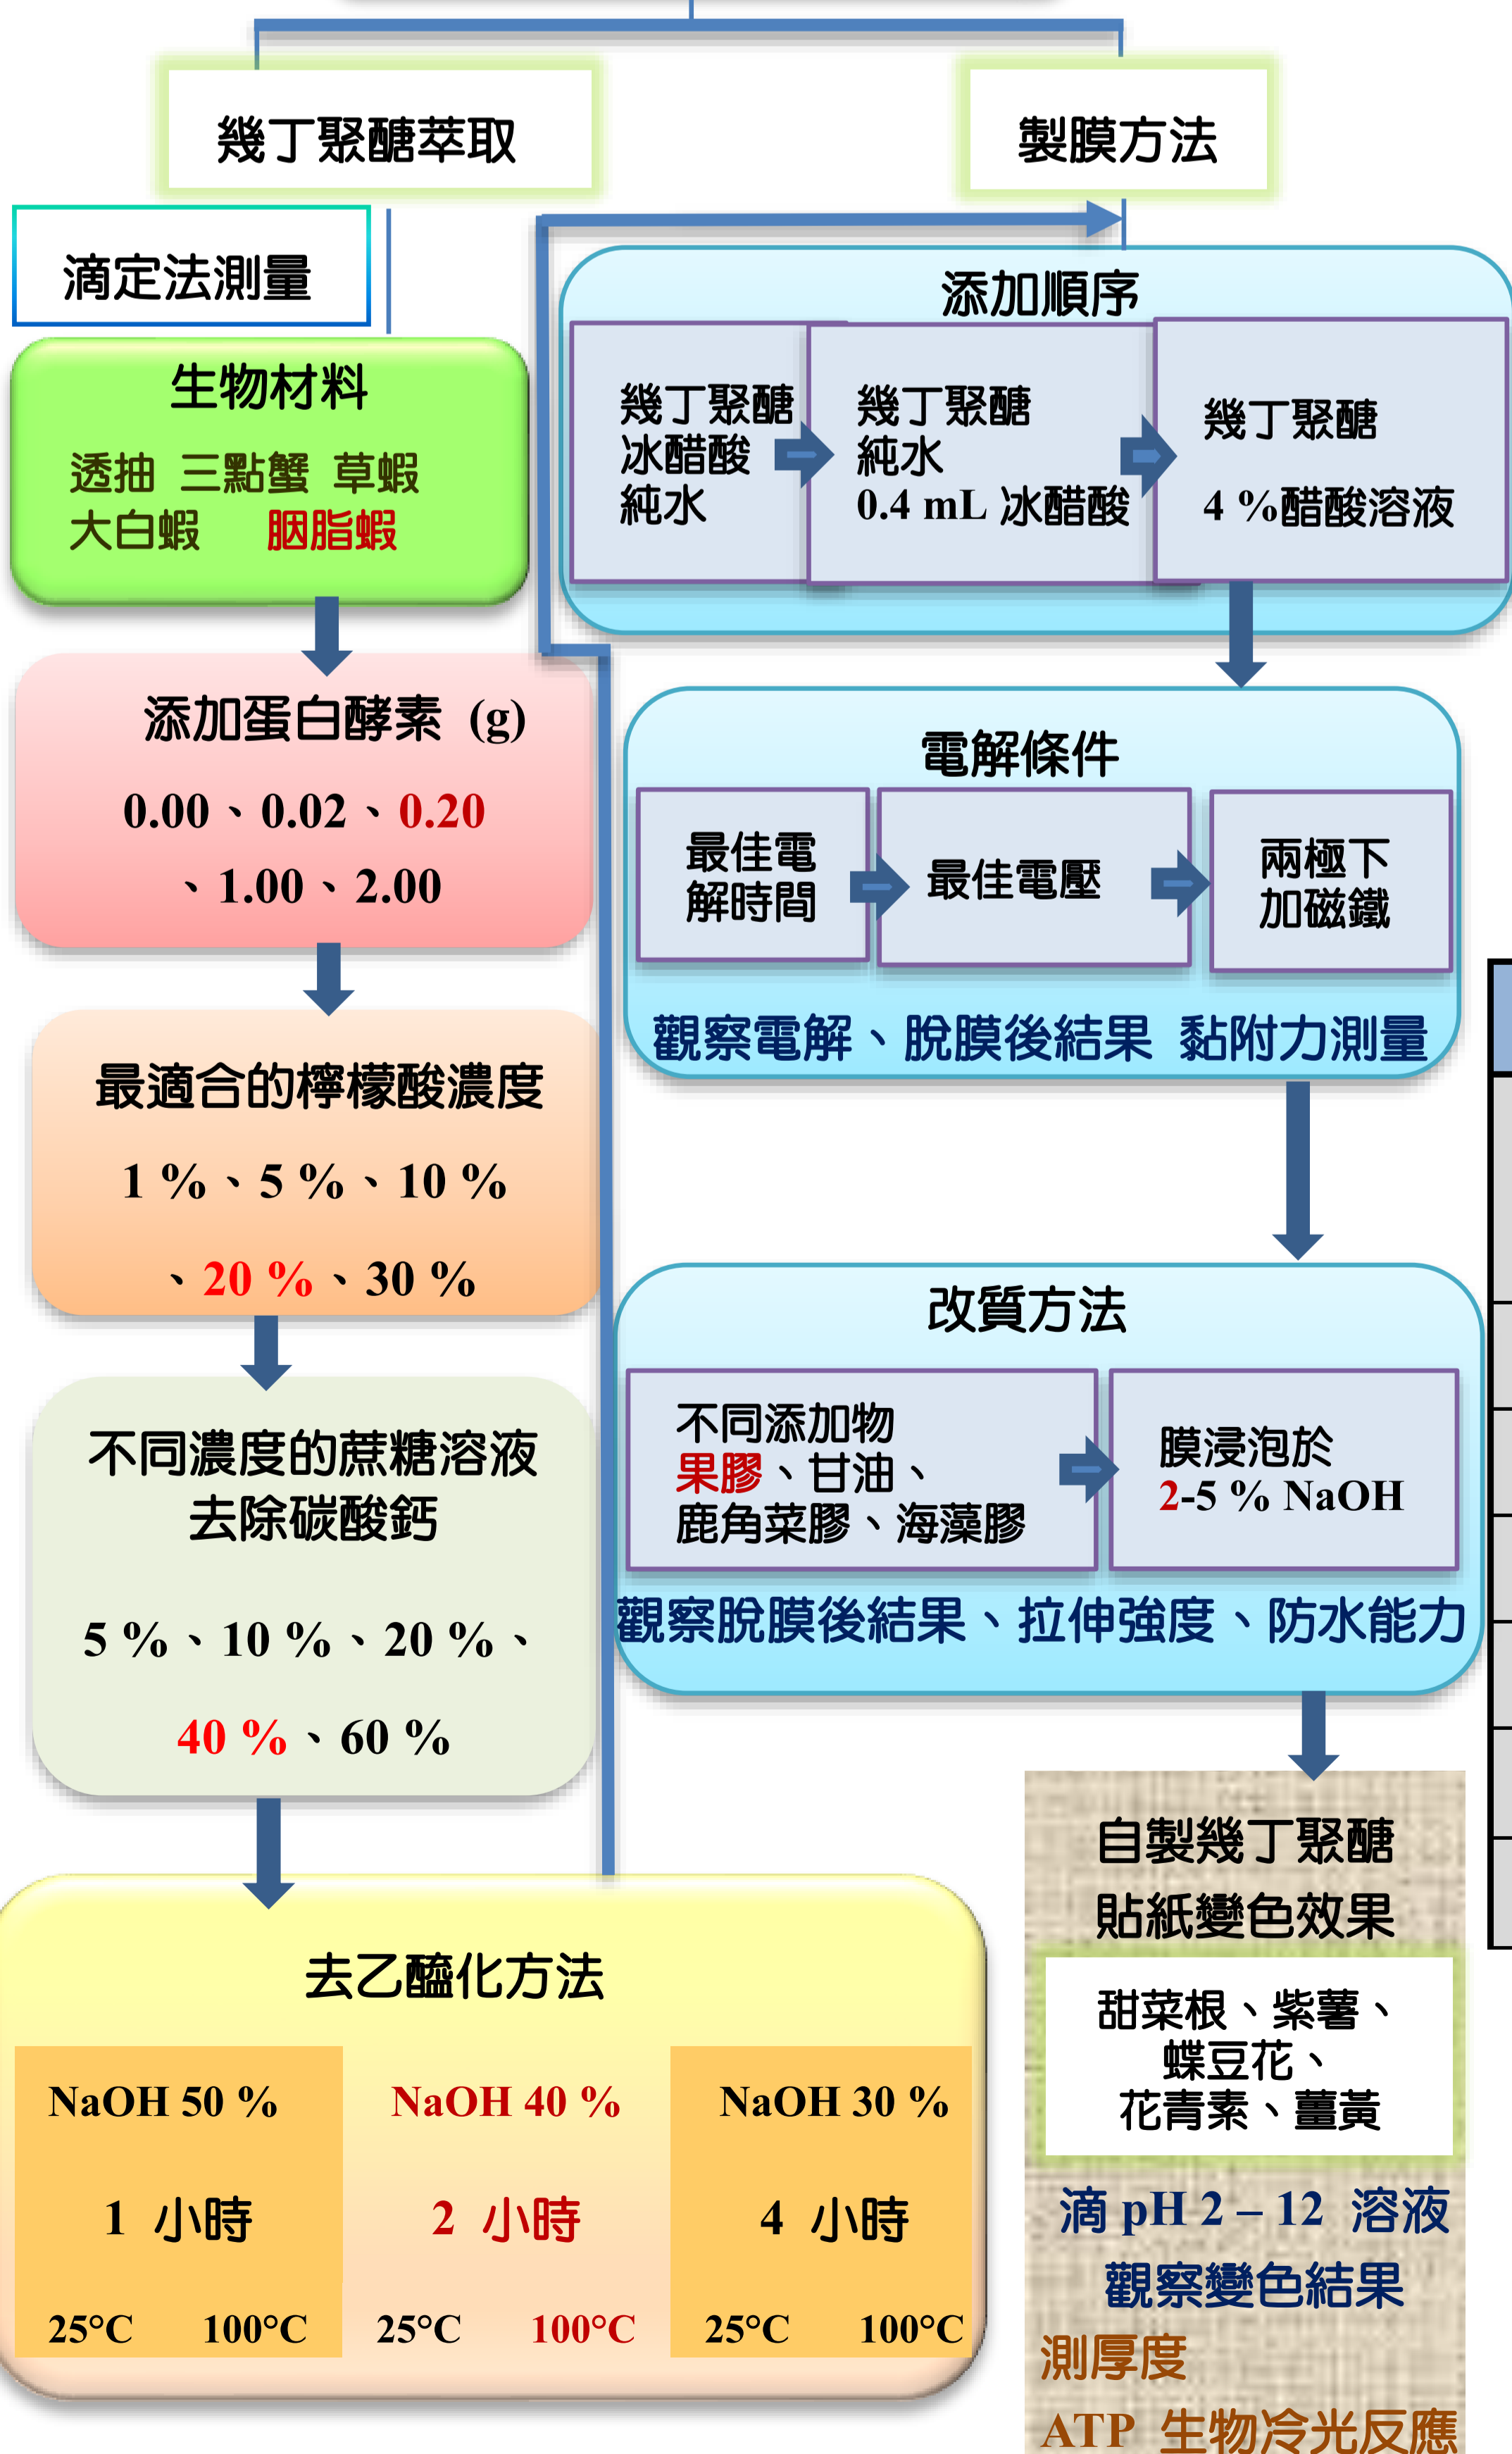 幾丁聚醣萃取
製膜方法
滴定法測量
生物材料
透抽 三點蟹 草蝦
大白蝦 胭脂蝦
添加蛋白酵素 (g)
0.00、0.02、0.20
、1.00、2.00
最適合的檸檬酸濃度
1 %、5 %、10 %
、20 %、30 %
不同濃度的蔗糖溶液
去除碳酸鈣
5 %、10 %、20 %、
40 %、60 %
去乙醯化方法
NaOH 50 %
1 小時
25°C 100°C
NaOH 40 %
2 小時
25°C 100°C
NaOH 30 %
4 小時
25°C 100°C
添加順序
幾丁聚醣
冰醋酸
純水
幾丁聚醣
純水
0.4 mL 冰醋酸
幾丁聚醣
4 %醋酸溶液
電解條件
最佳電
解時間
最佳電壓
兩極下
加磁鐵
觀察電解、脫膜後結果 黏附力測量
改質方法
不同添加物
果膠、甘油、
鹿角菜膠、海藻膠
膜浸泡於
2-5 % NaOH
觀察脫膜後結果、拉伸強度、防水能力
自製幾丁聚醣
貼紙變色效果
甜菜根、紫薯、
蝶豆花、
花青素、薑黃
滴 pH 2 – 12 溶液
觀察變色結果
測厚度
ATP 生物冷光反應